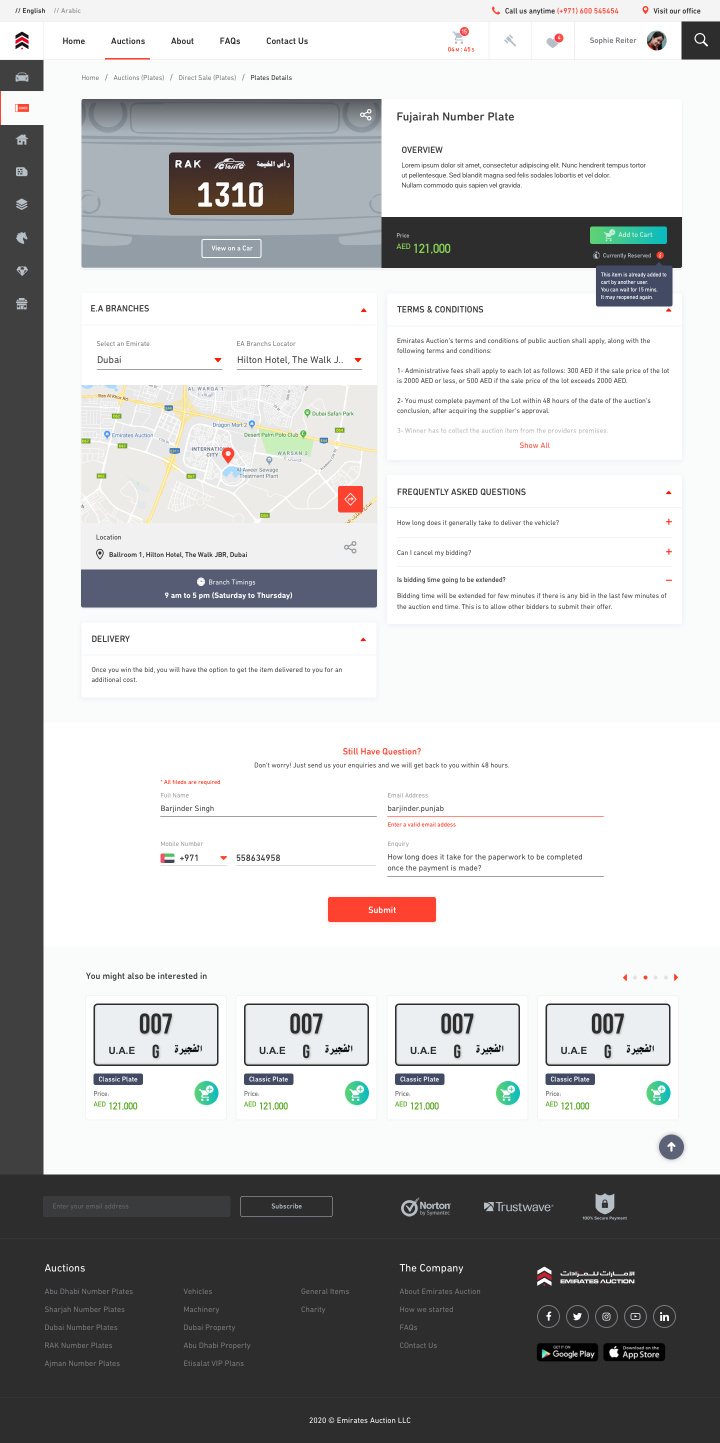 // English // Arabic
Call us anytime (+971) 600 545454 Visit our office
Home Auctions About FAQs Contact Us
15
04M : 45S
4
Sophie Reiter
Home / Auctions (Plates) / Direct Sale (Plates) / Plates Details
RAK CLASSIC رأس الخيمة
1310
View on a Car
Fujairah Number Plate
OVERVIEW
Lorem ipsum dolor sit amet, consectetur adipiscing elit. Nunc hendrerit tempus tortor
ut pellentesque. Sed blandit magna sed felis sodales lobortis et vel dolor.
Nullam commodo quis sapien vel gravida.
Price
AED 121,000
Add to Cart
Currently Reserved
This item is already added to
cart by another user.
You can wait for 15 mins.
It may reopened again.
E.A BRANCHES
Select an Emirate
Dubai
EA Branchs Locator
Hilton Hotel, The Walk J..
AL WARQA'1
Ras Al Khor Rd
Dragon Mart 2
Dubai Safari Park
Emirates Auction
Desert Palm Polo Club
INTERNATIONAL
CITY
WARSAN 2
Al Aweer Sewage
Treatment Plant
Location
Ballroom 1, Hilton Hotel, The Walk JBR, Dubai
Branch Timings
9 am to 5 pm (Saturday to Thursday)
DELIVERY
Once you win the bid, you will have the option to get the item delivered to you for an
additional cost.
TERMS & CONDITIONS
Emirates Auction's terms and conditions of public auction shall apply, along with the
following terms and conditions:
1- Administrative fees shall apply to each lot as follows: 300 AED if the sale price of the lot
is 2000 AED or less, or 500 AED if the sale price of the lot exceeds 2000 AED.
2- You must complete payment of the Lot within 48 hours of the date of the auction's
conclusion, after acquiring the supplier's approval.
3- Winner has to collect the auction item from the providers premises.
Show All
FREQUENTLY ASKED QUESTIONS
How long does it generally take to deliver the vehicle?
Can I cancel my bidding?
Is bidding time going to be extended?
Bidding time will be extended for few minutes if there is any bid in the last few minutes of
the auction end time. This is to allow other bidders to submit their offer.
Still Have Question?
Don't worry! Just send us your enquiries and we will get back to you within 48 hours.
* All fileds are required
Full Name
Barjinder Singh
Email Address
barjinder.punjab
Enter a valid email addess
Mobile Number
+971 558634958
Enquiry
How long does it take for the paperwork to be completed
once the payment is made?
Submit
You might also be interested in
007
U.A.E G الفجيرة
Classic Plate
Price:
AED 121,000
007
U.A.E G الفجيرة
Classic Plate
Price:
AED 121,000
007
U.A.E G الفجيرة
Classic Plate
Price:
AED 121,000
007
U.A.E G الفجيرة
Classic Plate
Price:
AED 121,000
Enter your email address
Subscribe
Norton
by Symantec
Trustwave
100% Secure Payment
Auctions
Abu Dhabi Number Plates
Sharjah Number Plates
Dubai Number Plates
RAK Number Plates
Ajman Number Plates
Vehicles
Machinery
Dubai Property
Abu Dhabi Property
Etisalat VIP Plans
General Items
Charity
The Company
About Emirates Auction
How we started
FAQs
COntact Us
الإمارات للمزادات
EMIRATES AUCTION
GET IT ON
Google Play
Download on the
App Store
2020 © Emirates Auction LLC